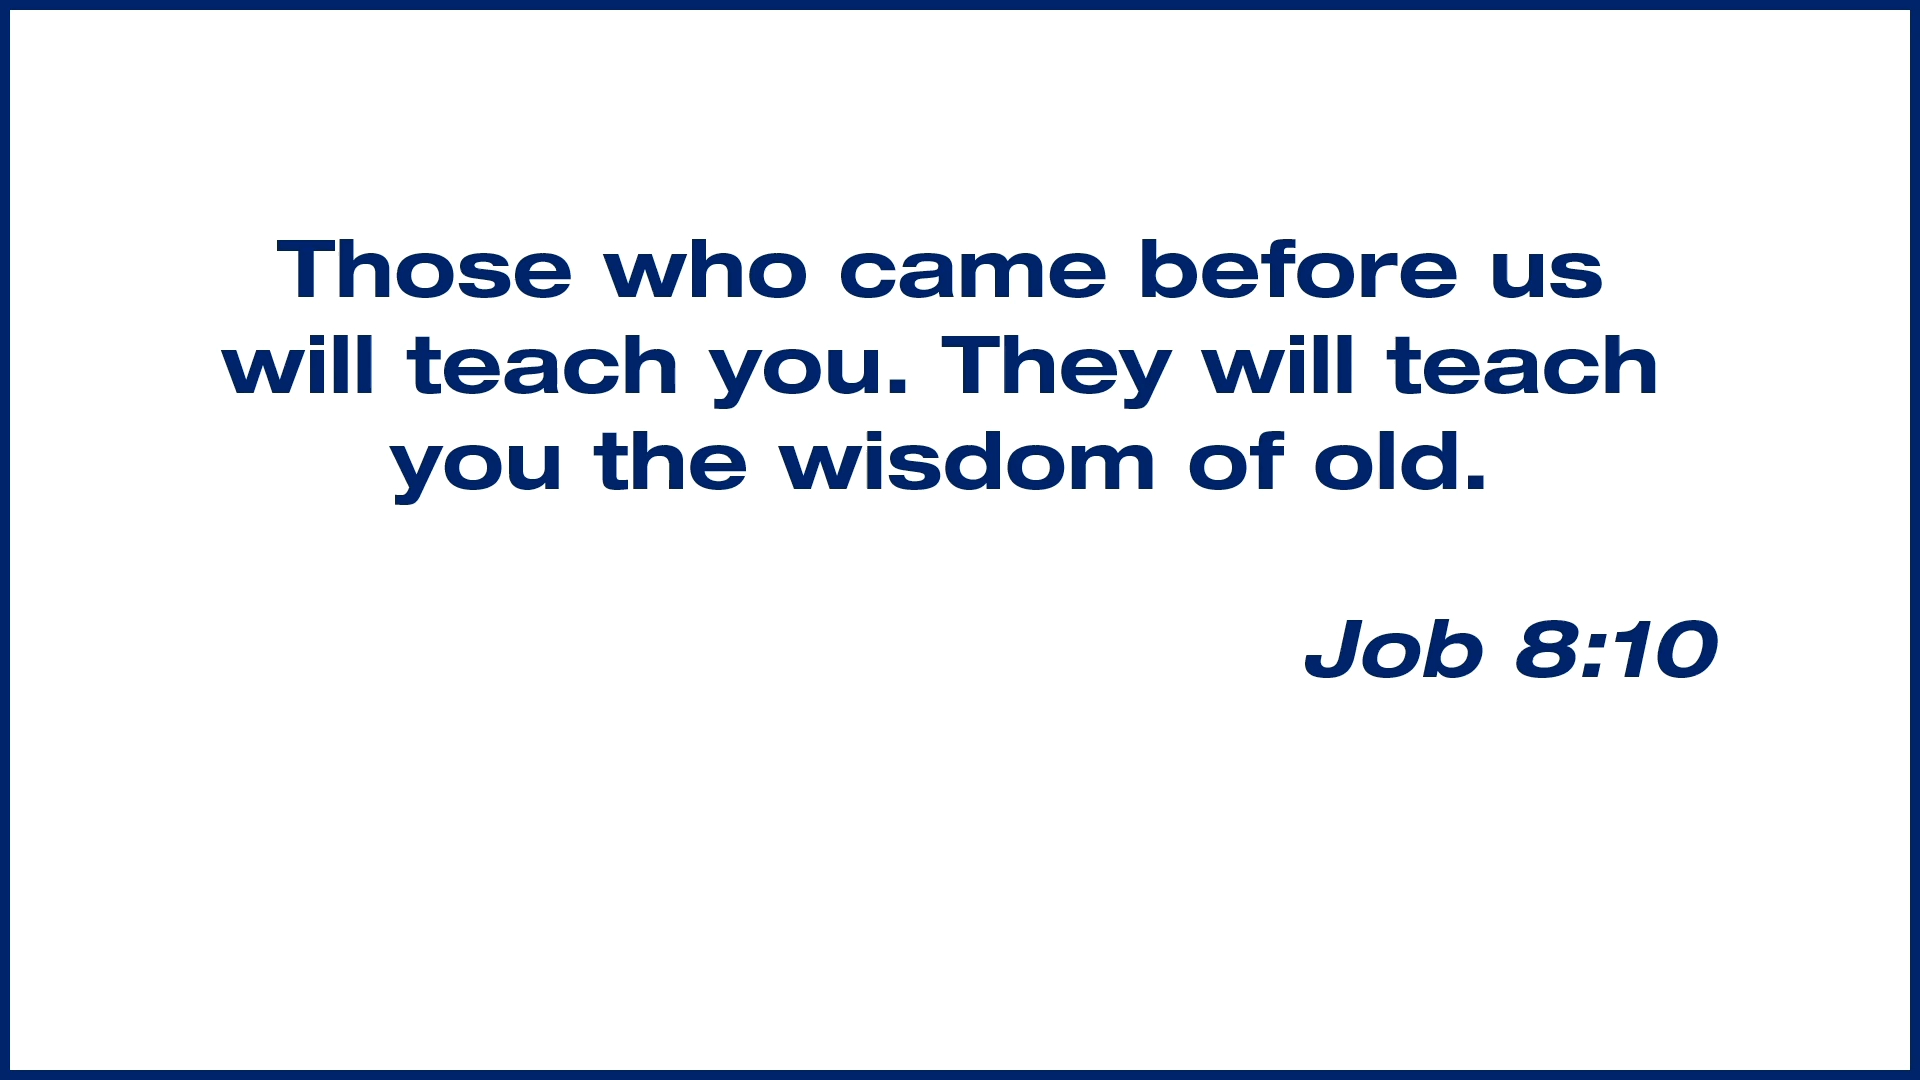 Those who came before us
will teach you. They will teach
you the wisdom of old.
Job 8:10